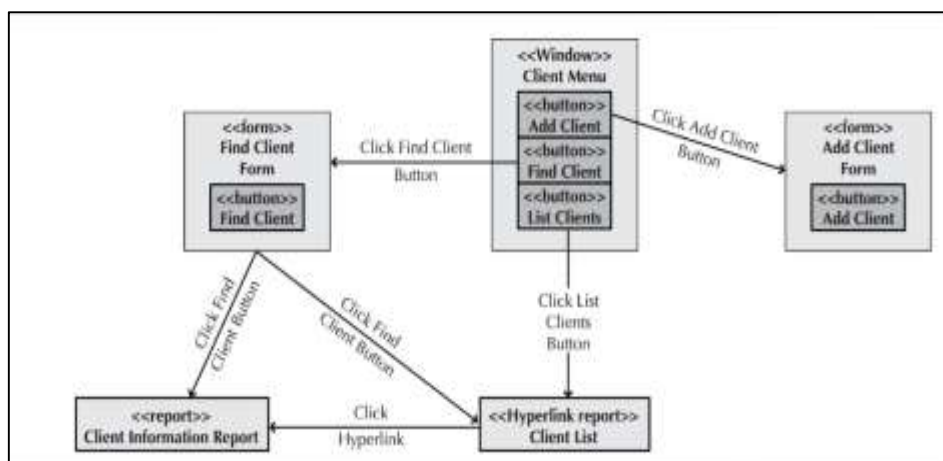 <<Window>>
Client Menu
<<button>>
Add Client
<<button>>
Find Client
<<button>>
List Clients
<<form>>
Find Client
Form
<<button>>
Find Client
Click Find Client
Button
Click Add Client
Button
<<form>>
Add Client
Form
<<button>>
Add Client
Click Find
Client Button
Click Find
Client Button
Click List
Clients
Button
<<report>>
Client Information Report
Click
Hyperlink
<<Hyperlink report>>
Client List